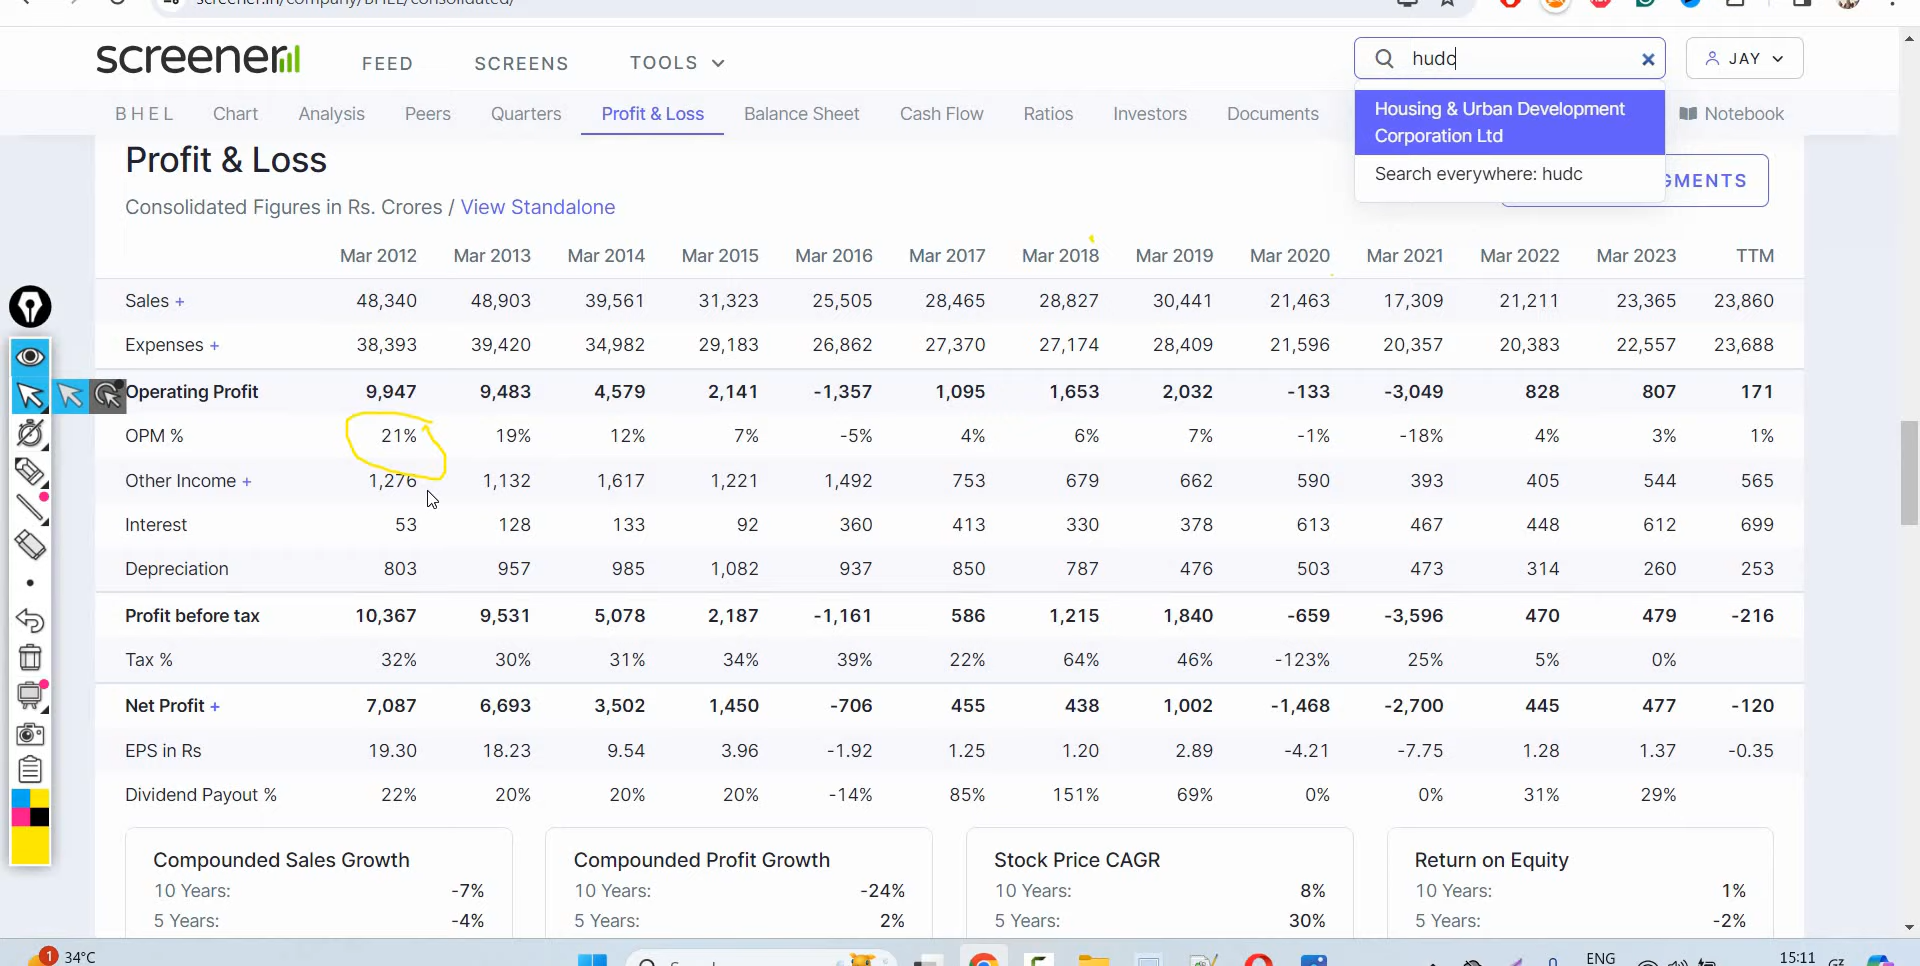 screener
FEED SCREENS TOOLS
hudc
JAY
BHEL Chart Analysis Peers Quarters Profit & Loss Balance Sheet Cash Flow Ratios Investors Documents Notebook
Housing & Urban Development
Corporation Ltd
Search everywhere: hudc
Profit & Loss
Consolidated Figures in Rs. Crores / View Standalone
Mar 2012 Mar 2013 Mar 2014 Mar 2015 Mar 2016 Mar 2017 Mar 2018 Mar 2019 Mar 2020 Mar 2021 Mar 2022 Mar 2023 TTM
Sales + 48,340 48,903 39,561 31,323 25,505 28,465 28,827 30,441 21,463 17,309 21,211 23,365 23,860
Expenses + 38,393 39,420 34,982 29,183 26,862 27,370 27,174 28,409 21,596 20,357 20,383 22,557 23,688
Operating Profit 9,947 9,483 4,579 2,141 -1,357 1,095 1,653 2,032 -133 -3,049 828 807 171
OPM % 21% 19% 12% 7% -5% 4% 6% 7% -1% -18% 4% 3% 1%
Other Income + 1,276 1,132 1,617 1,221 1,492 753 679 662 590 393 405 544 565
Interest 53 128 133 92 360 413 330 378 613 467 448 612 699
Depreciation 803 957 985 1,082 937 850 787 476 503 473 314 260 253
Profit before tax 10,367 9,531 5,078 2,187 -1,161 586 1,215 1,840 -659 -3,596 470 479 -216
Tax % 32% 30% 31% 34% 39% 22% 64% 46% -123% 25% 5% 0%
Net Profit + 7,087 6,693 3,502 1,450 -706 455 438 1,002 -1,468 -2,700 445 477 -120
EPS in Rs 19.30 18.23 9.54 3.96 -1.92 1.25 1.20 2.89 -4.21 -7.75 1.28 1.37 -0.35
Dividend Payout % 22% 20% 20% 20% -14% 85% 151% 69% 0% 0% 31% 29%
Compounded Sales Growth
10 Years: -7%
5 Years: -4%
Compounded Profit Growth
10 Years: -24%
5 Years: 2%
Stock Price CAGR
10 Years: 8%
5 Years: 30%
Return on Equity
10 Years: 1%
5 Years: -2%
1
34°C
ENG
15:11